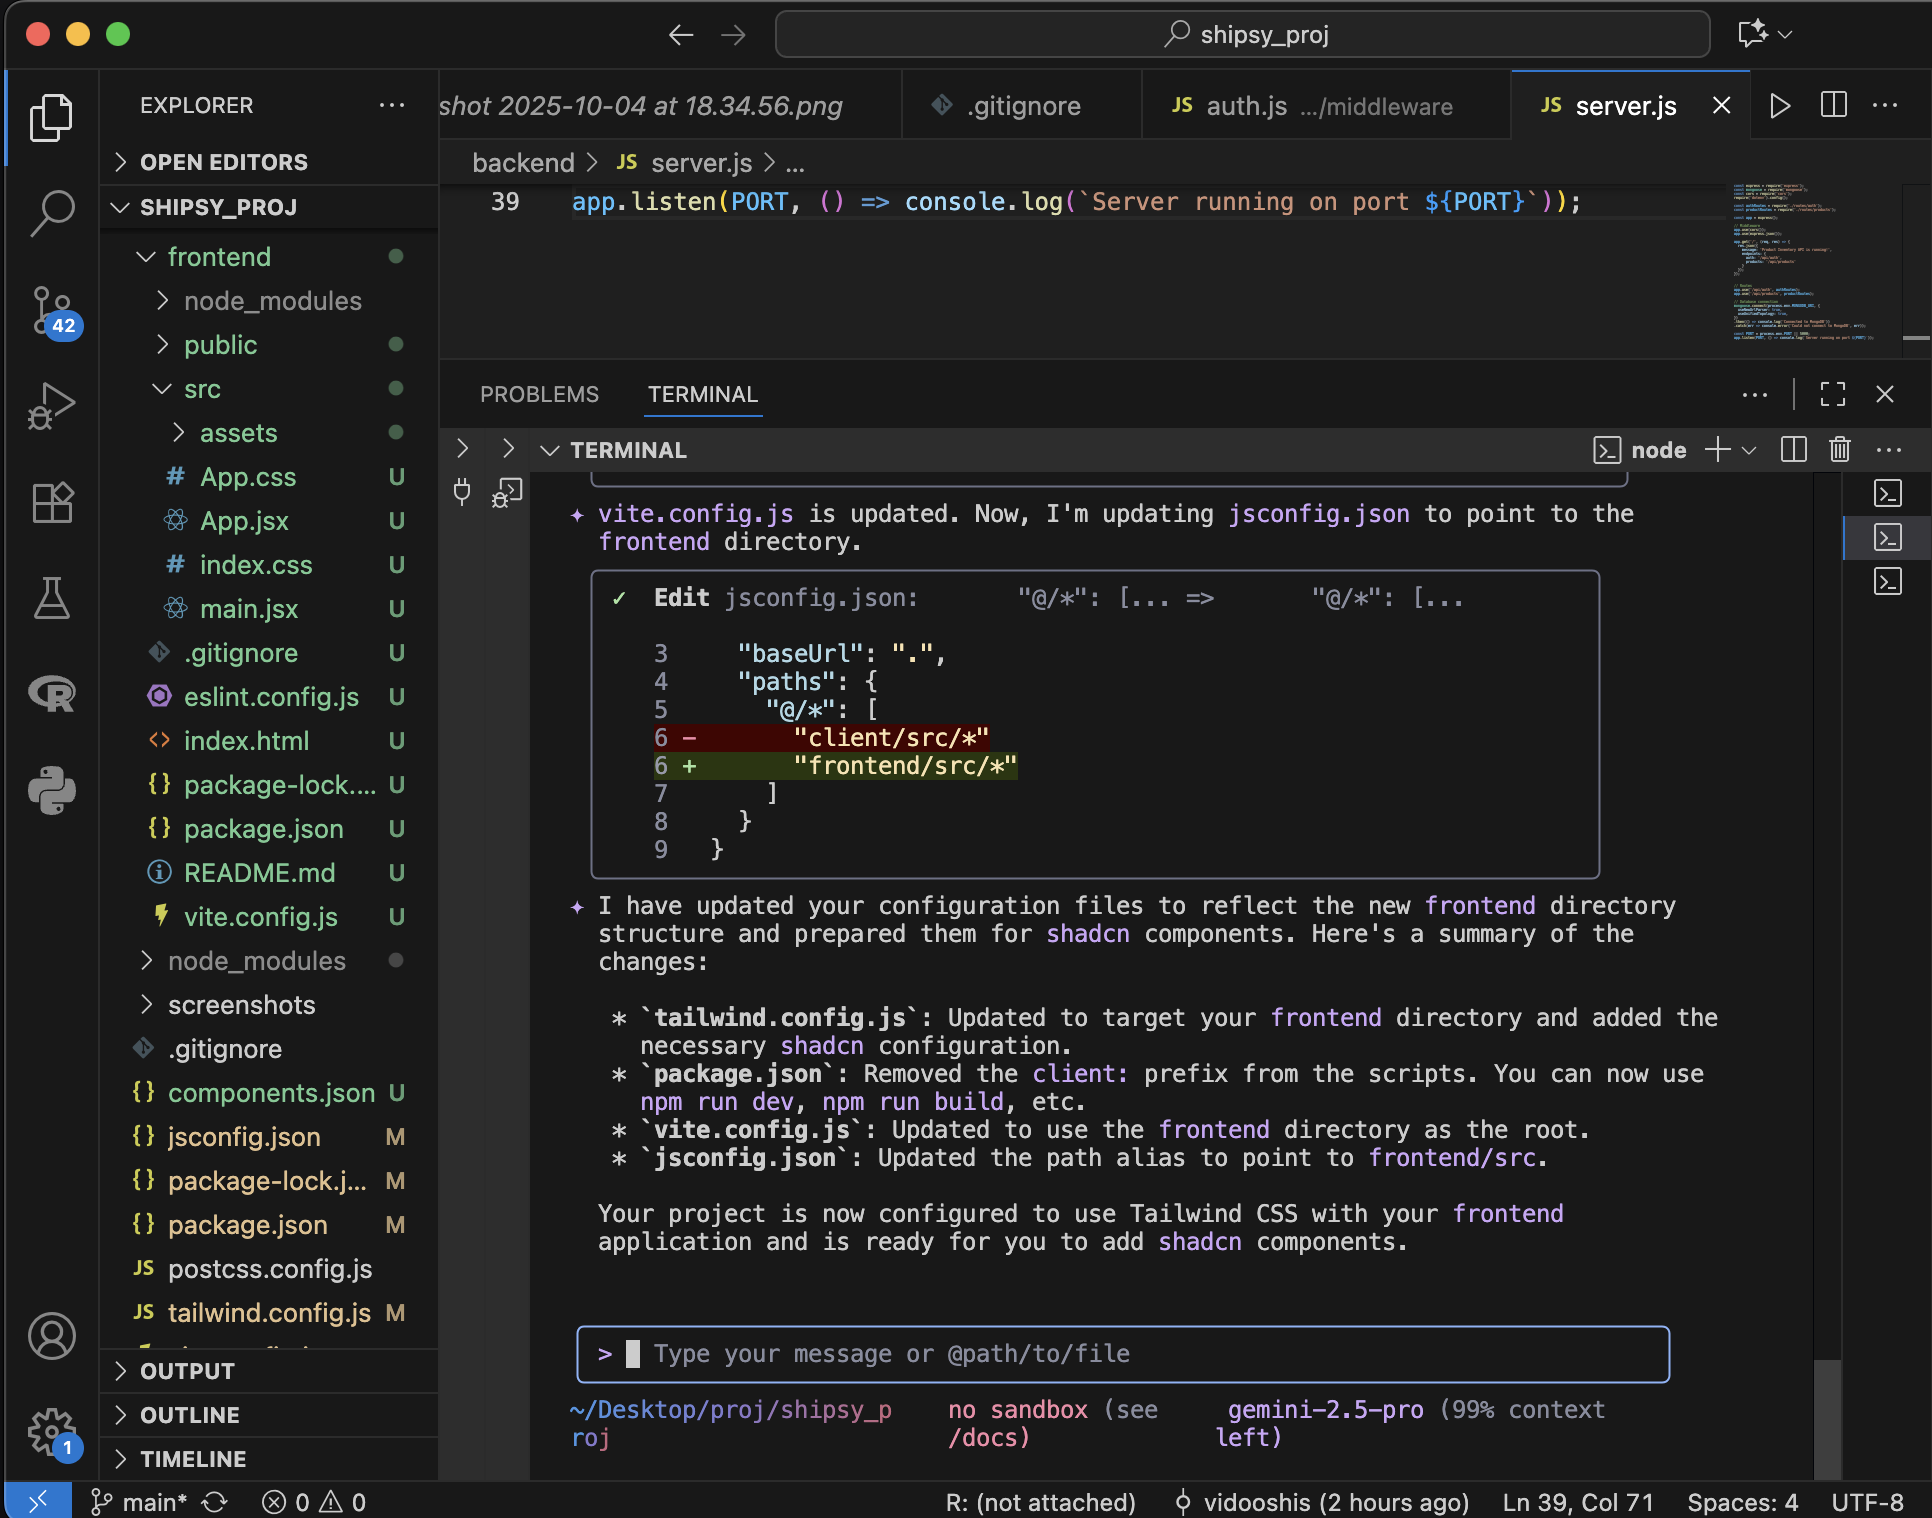 shipsy_proj
EXPLORER
OPEN EDITORS
SHIPSY_PROJ
frontend
node_modules
public
src
assets
# App.css U
App.jsx U
# index.css U
main.jsx U
.gitignore U
eslint.config.js U
<> index.html U
{} package-lock.... U
{} package.json U
README.md U
vite.config.js U
node_modules
screenshots
.gitignore
{} components.json U
{} jsconfig.json M
{} package-lock.j... M
{} package.json M
JS postcss.config.js
JS tailwind.config.js M
OUTPUT
OUTLINE
TIMELINE
42
1
shot 2025-10-04 at 18.34.56.png
.gitignore
JS auth.js .../middleware
JS server.js
backend > JS server.js > ...
39 app.listen(PORT, () => console.log(`Server running on port ${PORT}`));
PROBLEMS TERMINAL
TERMINAL
node
✦ vite.config.js is updated. Now, I'm updating jsconfig.json to point to the
frontend directory.
✓ Edit jsconfig.json: "@/*": [... => "@/*": [...
3 "baseUrl": ".",
4 "paths": {
5 "@/*": [
6 - "client/src/*"
6 + "frontend/src/*"
7 ]
8 }
9 }
✦ I have updated your configuration files to reflect the new frontend directory
structure and prepared them for shadcn components. Here's a summary of the
changes:
* `tailwind.config.js`: Updated to target your frontend directory and added the
necessary shadcn configuration.
* `package.json`: Removed the client: prefix from the scripts. You can now use
npm run dev, npm run build, etc.
* `vite.config.js`: Updated to use the frontend directory as the root.
* `jsconfig.json`: Updated the path alias to point to frontend/src.
Your project is now configured to use Tailwind CSS with your frontend
application and is ready for you to add shadcn components.
> Type your message or @path/to/file
~/Desktop/proj/shipsy_p no sandbox (see gemini-2.5-pro (99% context
roj /docs) left)
main* 0 0 R: (not attached) vidooshis (2 hours ago) Ln 39, Col 71 Spaces: 4 UTF-8